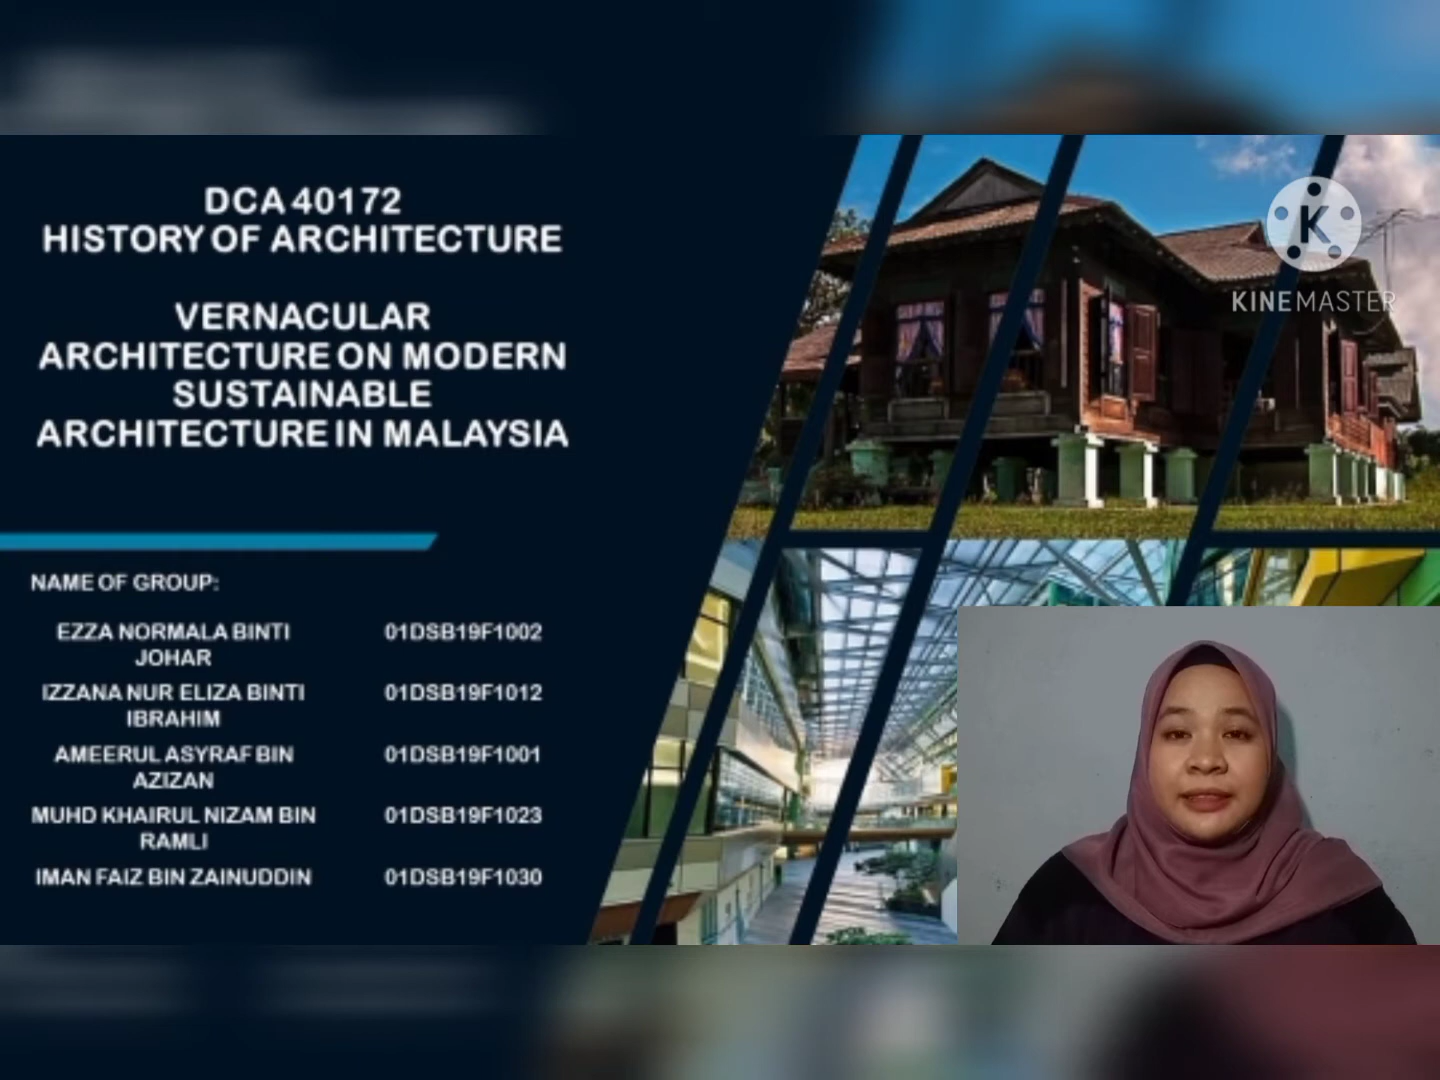 DCA 40172
HISTORY OF ARCHITECTURE
VERNACULAR
ARCHITECTURE ON MODERN
SUSTAINABLE
ARCHITECTURE IN MALAYSIA
NAME OF GROUP:
EZZA NORMALA BINTI 01DSB19F1002
JOHAR
IZZANA NUR ELIZA BINTI 01DSB19F1012
IBRAHIM
AMEERUL ASYRAF BIN 01DSB19F1001
AZIZAN
MUHD KHAIRUL NIZAM BIN 01DSB19F1023
RAMLI
IMAN FAIZ BIN ZAINUDDIN 01DSB19F1030
K
KINEMASTER